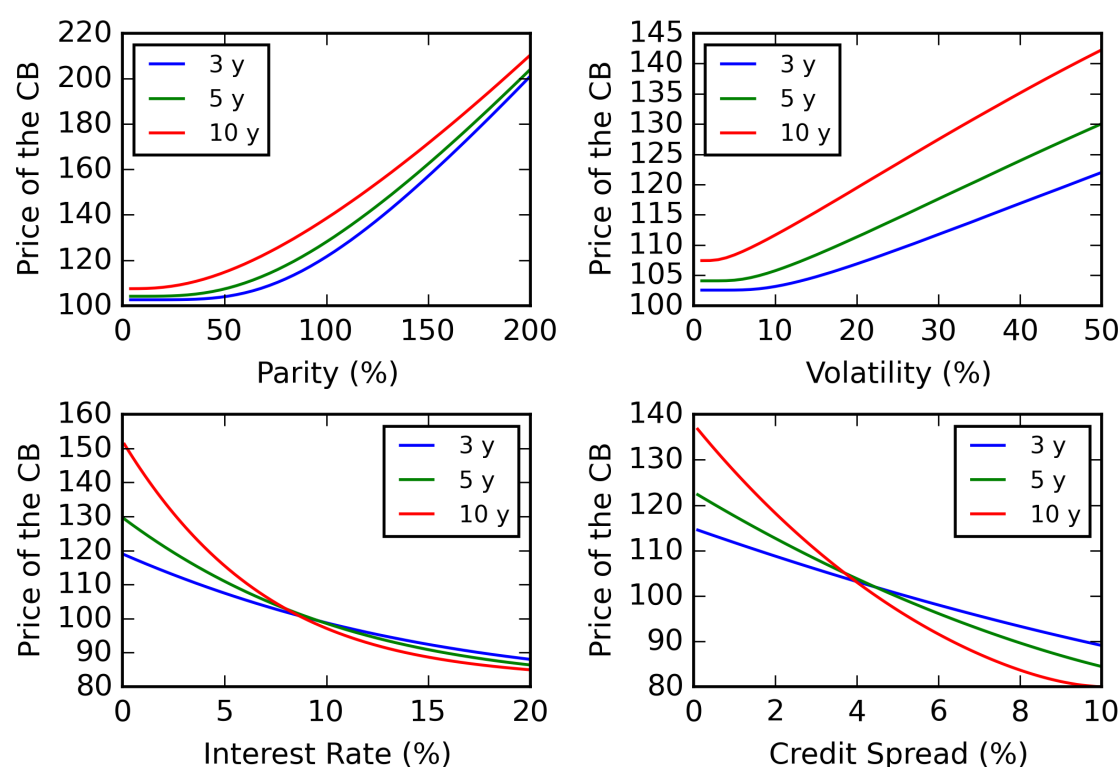 220
200
180
160
140
120
100
Price of the CB
3 y
5 y
10 y
0
50
100
150
200
Parity (%)
145
140
135
130
125
120
115
110
105
100
Price of the CB
3 y
5 y
10 y
0
10
20
30
40
50
Volatility (%)
160
150
140
130
120
110
100
90
80
Price of the CB
3 y
5 y
10 y
0
5
10
15
20
Interest Rate (%)
140
130
120
110
100
90
80
Price of the CB
3 y
5 y
10 y
0
2
4
6
8
10
Credit Spread (%)